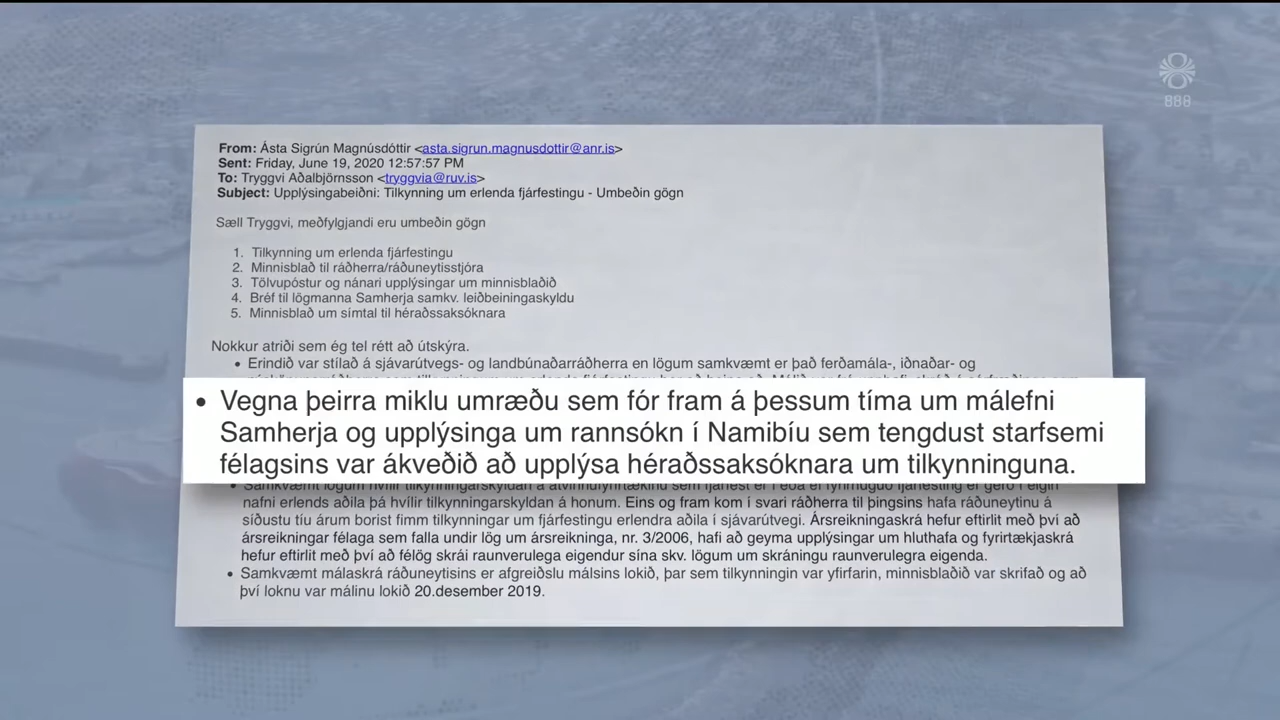 888
From: Ásta Sigrún Magnúsdóttir <asta.sigrun.magnusdottir@anr.is>
Sent: Friday, June 19, 2020 12:57:57 PM
To: Tryggvi Aðalbjörnsson <tryggvia@ruv.is>
Subject: Upplýsingabeiðni: Tilkynning um erlenda fjárfestingu - Umbeðin gögn
Sæll Tryggvi, meðfylgjandi eru umbeðin gögn
1. Tilkynning um erlenda fjárfestingu
2. Minnisblað til ráðherra/ráðuneytisstjóra
3. Tölvupóstur og nánari upplýsingar um minnisblaðið
4. Bréf til lögmanna Samherja samkv. leiðbeiningaskyldu
5. Minnisblað um símtal til héraðssaksóknara
Nokkur atriði sem ég tel rétt að útskýra.
• Erindið var stílað á sjávarútvegs- og landbúnaðarráðherra en lögum samkvæmt er það ferðamála-, iðnaðar- og
• Vegna þeirra miklu umræðu sem fór fram á þessum tíma um málefni
Samherja og upplýsinga um rannsókn í Namibíu sem tengdust starfsemi
félagsins var ákveðið að upplýsa héraðssaksóknara um tilkynninguna.
• Samkvæmt lögum hvílir tilkynningarskyldan á
nafni erlends aðila þá hvílir tilkynningarskyldan á honum. Eins og fram kom í svari ráðherra til þingsins hafa ráðuneytinu á
síðustu tíu árum borist fimm tilkynningar um fjárfestingu erlendra aðila í sjávarútvegi. Ársreikningaskrá hefur eftirlit með því að
ársreikningar félaga sem falla undir lög um ársreikninga, nr. 3/2006, hafi að geyma upplýsingar um hluthafa og fyrirtækjaskrá
hefur eftirlit með því að félög skrái raunverulega eigendur sína skv. lögum um skráningu raunverulegra eigenda.
• Samkvæmt málaskrá ráðuneytisins er afgreiðslu málsins lokið, þar sem tilkynningin var yfirfarin, minnisblaðið var skrifað og að
því loknu var málinu lokið 20.desember 2019.